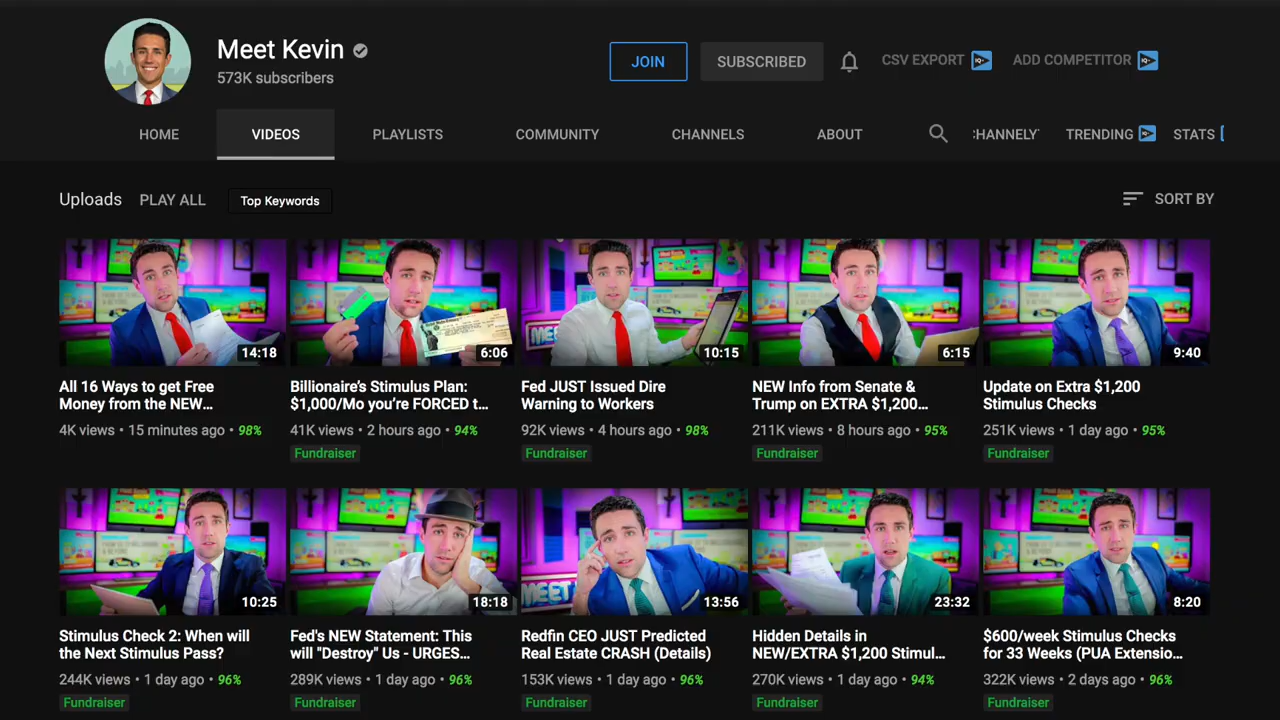 Meet Kevin
573K subscribers
JOIN
SUBSCRIBED
CSV EXPORT
ADD COMPETITOR
HOME
VIDEOS
PLAYLISTS
COMMUNITY
CHANNELS
ABOUT
:HANNELY
TRENDING
STATS
Uploads
PLAY ALL
Top Keywords
SORT BY
14:18
6:06
MEET
10:15
6:15
9:40
All 16 Ways to get Free
Money from the NEW...
4K views • 15 minutes ago • 98%
Billionaire’s Stimulus Plan:
$1,000/Mo you’re FORCED t...
41K views • 2 hours ago • 94%
Fundraiser
Fed JUST Issued Dire
Warning to Workers
92K views • 4 hours ago • 98%
Fundraiser
NEW Info from Senate &
Trump on EXTRA $1,200...
211K views • 8 hours ago • 95%
Fundraiser
Update on Extra $1,200
Stimulus Checks
251K views • 1 day ago • 95%
Fundraiser
10:25
18:18
MEET
13:56
23:32
8:20
Stimulus Check 2: When will
the Next Stimulus Pass?
244K views • 1 day ago • 96%
Fundraiser
Fed's NEW Statement: This
will "Destroy" Us - URGES...
289K views • 1 day ago • 96%
Fundraiser
Redfin CEO JUST Predicted
Real Estate CRASH (Details)
153K views • 1 day ago • 96%
Fundraiser
Hidden Details in
NEW/EXTRA $1,200 Stimul...
270K views • 1 day ago • 94%
Fundraiser
$600/week Stimulus Checks
for 33 Weeks (PUA Extensio...
322K views • 2 days ago • 96%
Fundraiser